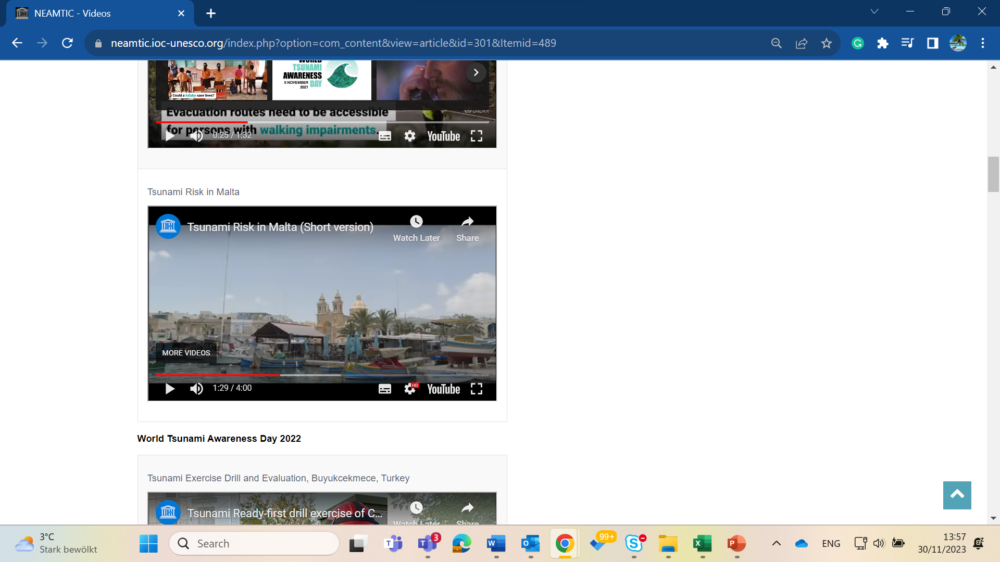 NEAMTIC - Videos
neamtic.ioc-unesco.org/index.php?option=com_content&view=article&id=301&Itemid=489
Could a lullaby save lives?
WORLD
TSUNAMI
AWARENESS
5 NOVEMBER DAY
2021
Evacuation routes need to be accessible
for persons with walking impairments.
UNDRR
0:25 / 1:32
YouTube
Tsunami Risk in Malta
Tsunami Risk in Malta (Short version)
Watch Later
Share
MORE VIDEOS
1:29 / 4:00
HD
YouTube
World Tsunami Awareness Day 2022
Tsunami Exercise Drill and Evaluation, Buyukcekmece, Turkey
Tsunami Ready-first drill exercise of C...
Watch Later
Share
3°C
Stark bewölkt
Search
3
99+
ENG
13:57
30/11/2023